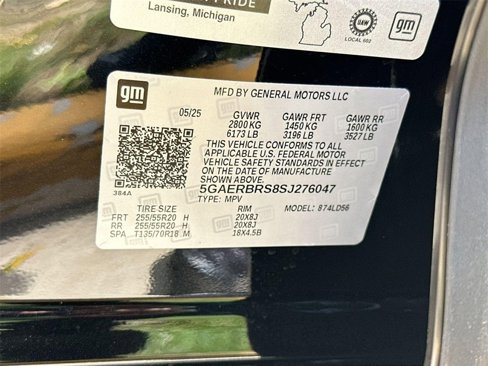 PRIDE
Lansing, Michigan
UAW
LOCAL 602
gm
gm
MFD BY GENERAL MOTORS LLC
05/25 GVWR GAWR FRT GAWR RR
2800 KG 1450 KG 1600 KG
6173 LB 3196 LB 3527 LB
THIS VEHICLE CONFORMS TO ALL
APPLICABLE U.S. FEDERAL MOTOR
VEHICLE SAFETY STANDARDS IN EFFECT
ON THE DATE OF MANUFACTURE
SHOWN ABOVE.
5GAERBRS8SJ276047
384A TYPE: MPV MODEL: 874LD56
TIRE SIZE RIM
FRT 255/55R20 H 20X8J
RR 255/55R20 H 20X8J
SPA T135/70R18 M 18X4.5B